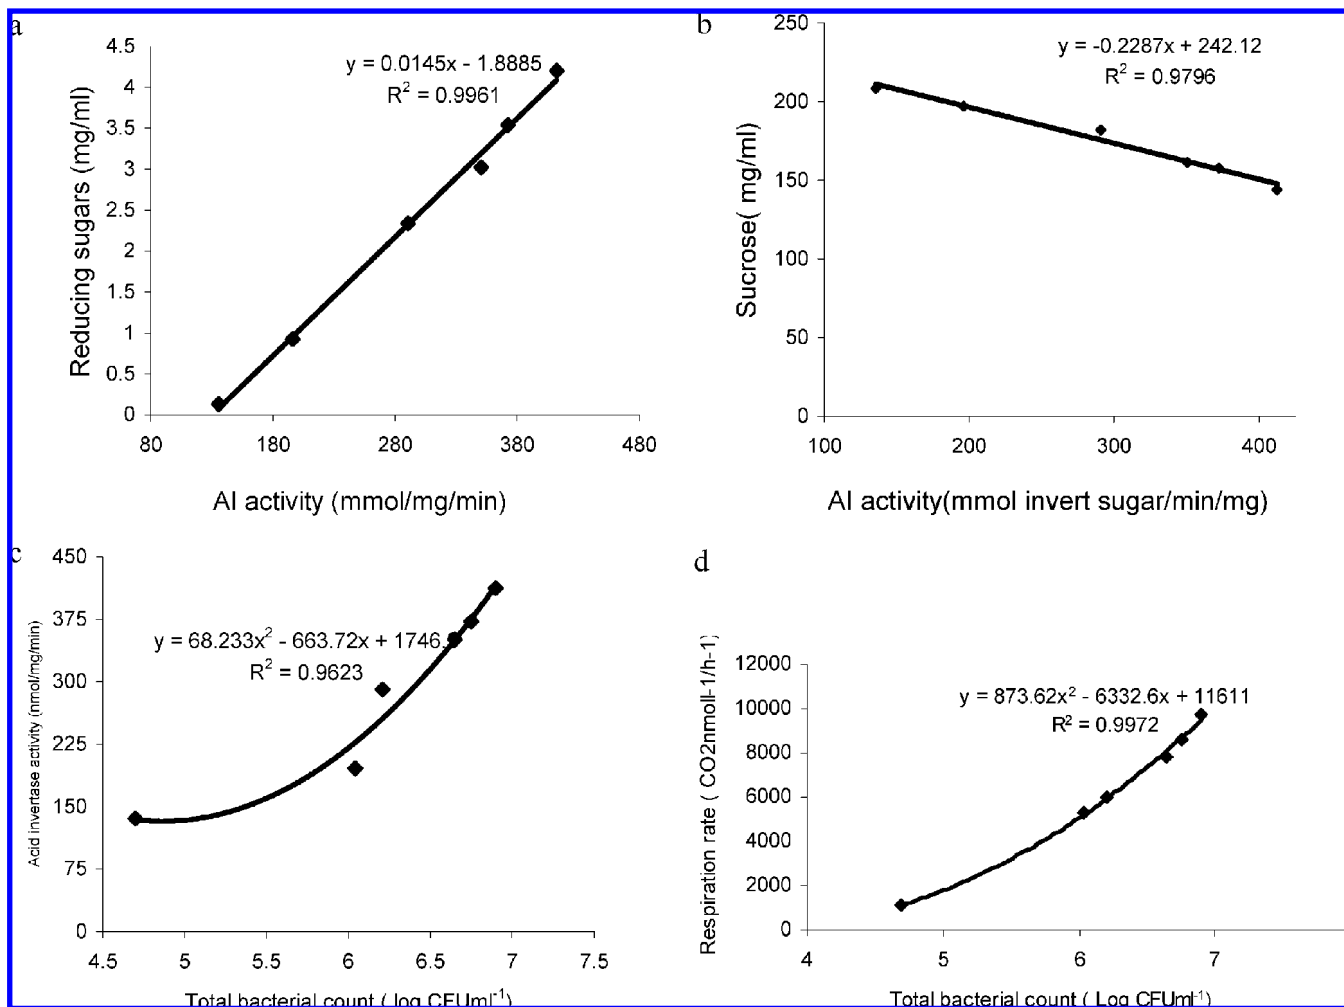 a
y = 0.0145x - 1.8885
R² = 0.9961
Reducing sugars (mg/ml)
4.5
4
3.5
3
2.5
2
1.5
1
0.5
0
80 180 280 380 480
AI activity (mmol/mg/min)
b
y = -0.2287x + 242.12
R² = 0.9796
Sucrose( mg/ml)
250
200
150
100
50
0
100 200 300 400
AI activity(mmol invert sugar/min/mg)
c
y = 68.233x² - 663.72x + 1746.
R² = 0.9623
Acid invertase activity (nmol/mg/min)
450
375
300
225
150
75
0
4.5 5 5.5 6 6.5 7 7.5
Total bacterial count ( log CFUml⁻¹)
d
y = 873.62x² - 6332.6x + 11611
R² = 0.9972
Respiration rate ( CO2nmoll-1/h-1)
12000
10000
8000
6000
4000
2000
0
4 5 6 7
Total bacterial count ( Log CFUml⁻¹)